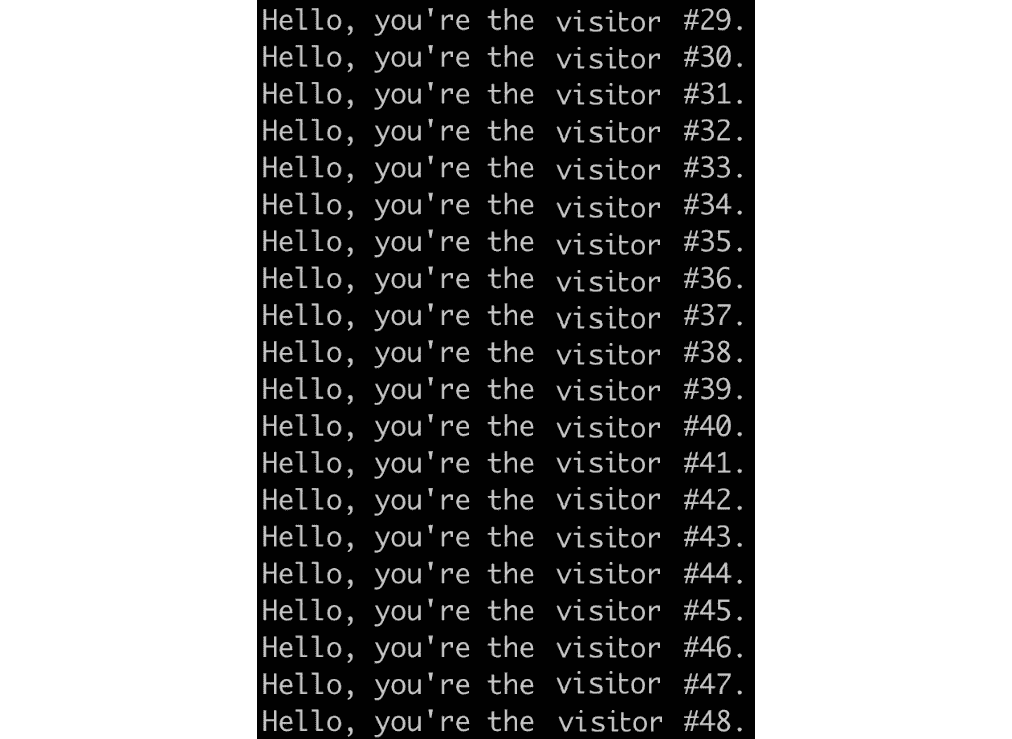 Hello, you're the visitor #29.
Hello, you're the visitor #30.
Hello, you're the visitor #31.
Hello, you're the visitor #32.
Hello, you're the visitor #33.
Hello, you're the visitor #34.
Hello, you're the visitor #35.
Hello, you're the visitor #36.
Hello, you're the visitor #37.
Hello, you're the visitor #38.
Hello, you're the visitor #39.
Hello, you're the visitor #40.
Hello, you're the visitor #41.
Hello, you're the visitor #42.
Hello, you're the visitor #43.
Hello, you're the visitor #44.
Hello, you're the visitor #45.
Hello, you're the visitor #46.
Hello, you're the visitor #47.
Hello, you're the visitor #48.